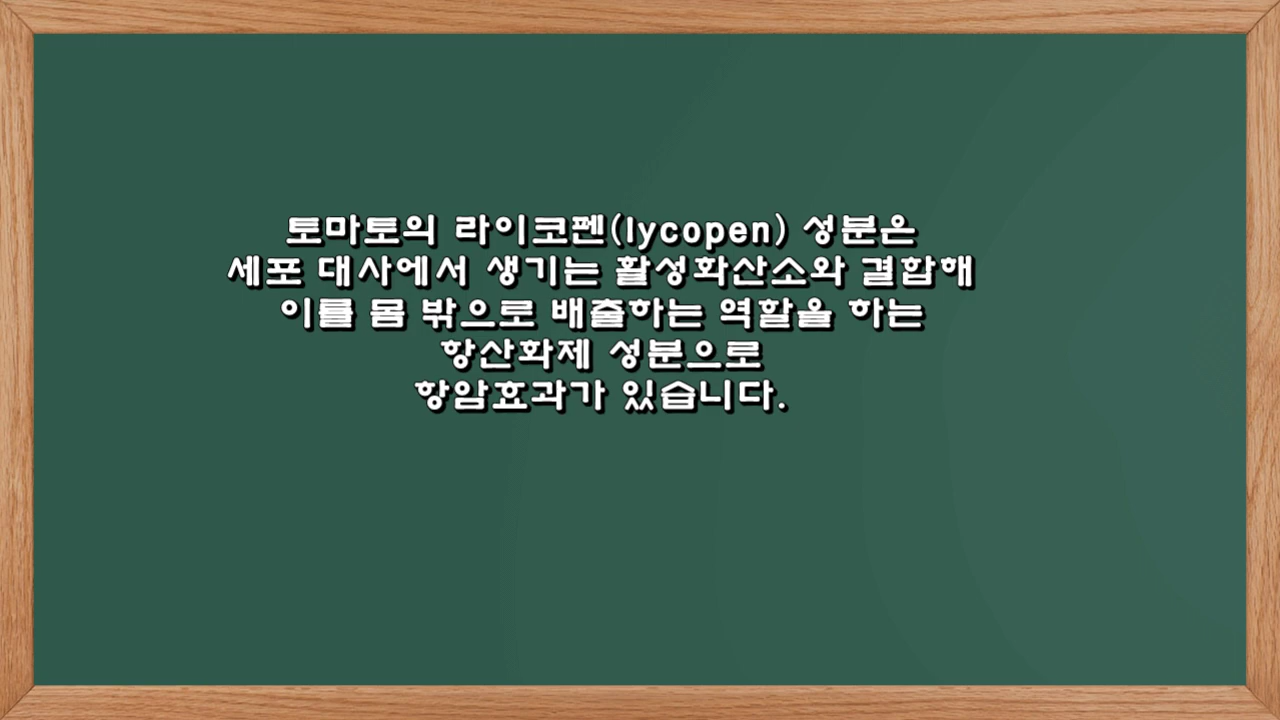 토마토의 라이코펜(lycopen) 성분은
세포 대사에서 생기는 활성화산소와 결합해
이를 몸 밖으로 배출하는 역할을 하는
항산화제 성분으로
항암효과가 있습니다.